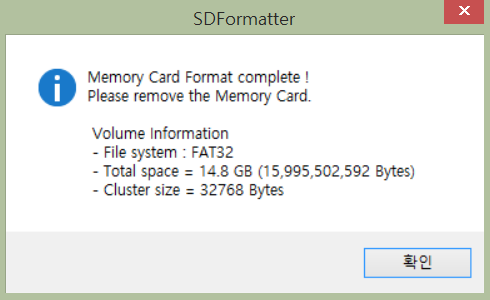 SDFormatter
Memory Card Format complete !
Please remove the Memory Card.
Volume Information
- File system : FAT32
- Total space = 14.8 GB (15,995,502,592 Bytes)
- Cluster size = 32768 Bytes
확인